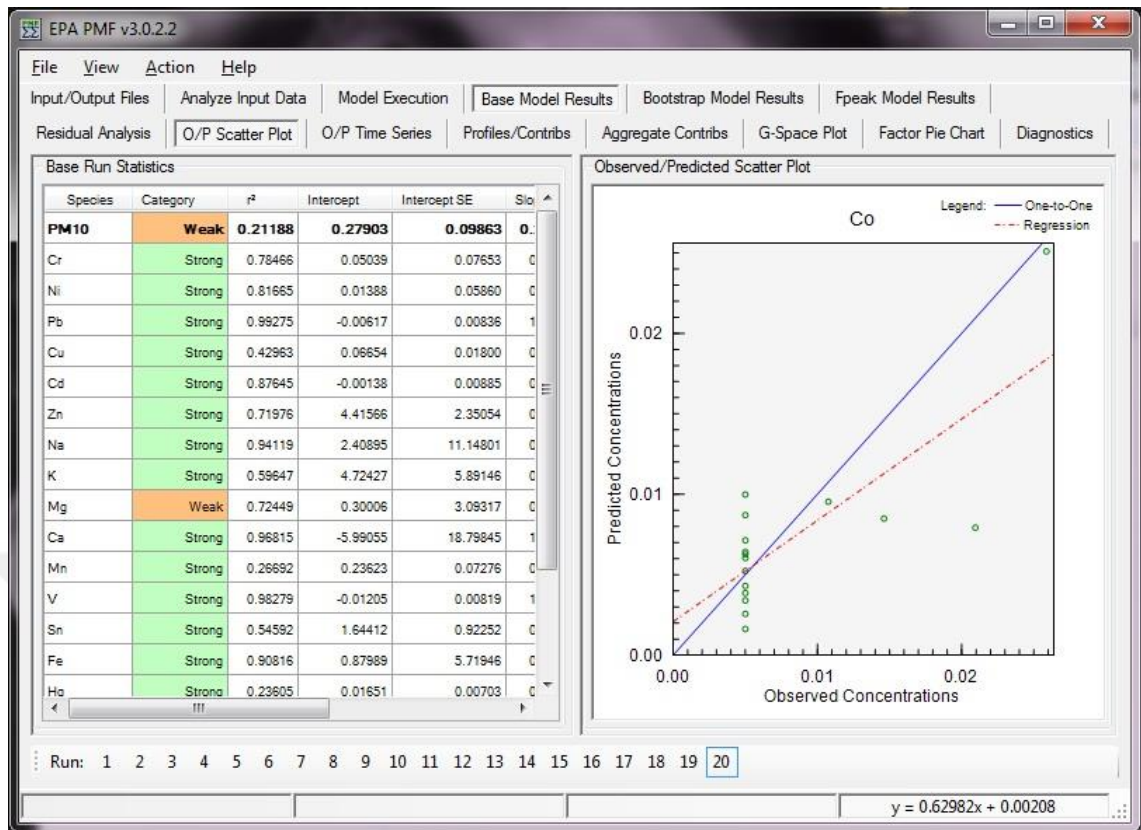 EPA PMF v3.0.2.2
File View Action Help
Input/Output Files Analyze Input Data Model Execution Base Model Results Bootstrap Model Results Fpeak Model Results
Residual Analysis O/P Scatter Plot O/P Time Series Profiles/Contribs Aggregate Contribs G-Space Plot Factor Pie Chart Diagnostics
Base Run Statistics
Species Category r² Intercept Intercept SE Slo
PM10 Weak 0.21188 0.27903 0.09863 0.
Cr Strong 0.78466 0.05039 0.07653
Ni Strong 0.81665 0.01388 0.05860
Pb Strong 0.99275 -0.00617 0.00836 1
Cu Strong 0.42963 0.06654 0.01800
Cd Strong 0.87645 -0.00138 0.00885
Zn Strong 0.71976 4.41566 2.35054
Na Strong 0.94119 2.40895 11.14801
K Strong 0.59647 4.72427 5.89146
Mg Weak 0.72449 0.30006 3.09317
Ca Strong 0.96815 -5.99055 18.79845 1
Mn Strong 0.26692 0.23623 0.07276
V Strong 0.98279 -0.01205 0.00819 1
Sn Strong 0.54592 1.64412 0.92252
Fe Strong 0.90816 0.87989 5.71946
Hg Strong 0.23605 0.01651 0.00703
Observed/Predicted Scatter Plot
Legend: One-to-One
Regression
Co
Predicted Concentrations
0.02
0.01
0.00
0.00 0.01 0.02
Observed Concentrations
Run: 1 2 3 4 5 6 7 8 9 10 11 12 13 14 15 16 17 18 19 20
y = 0.62982x + 0.00208